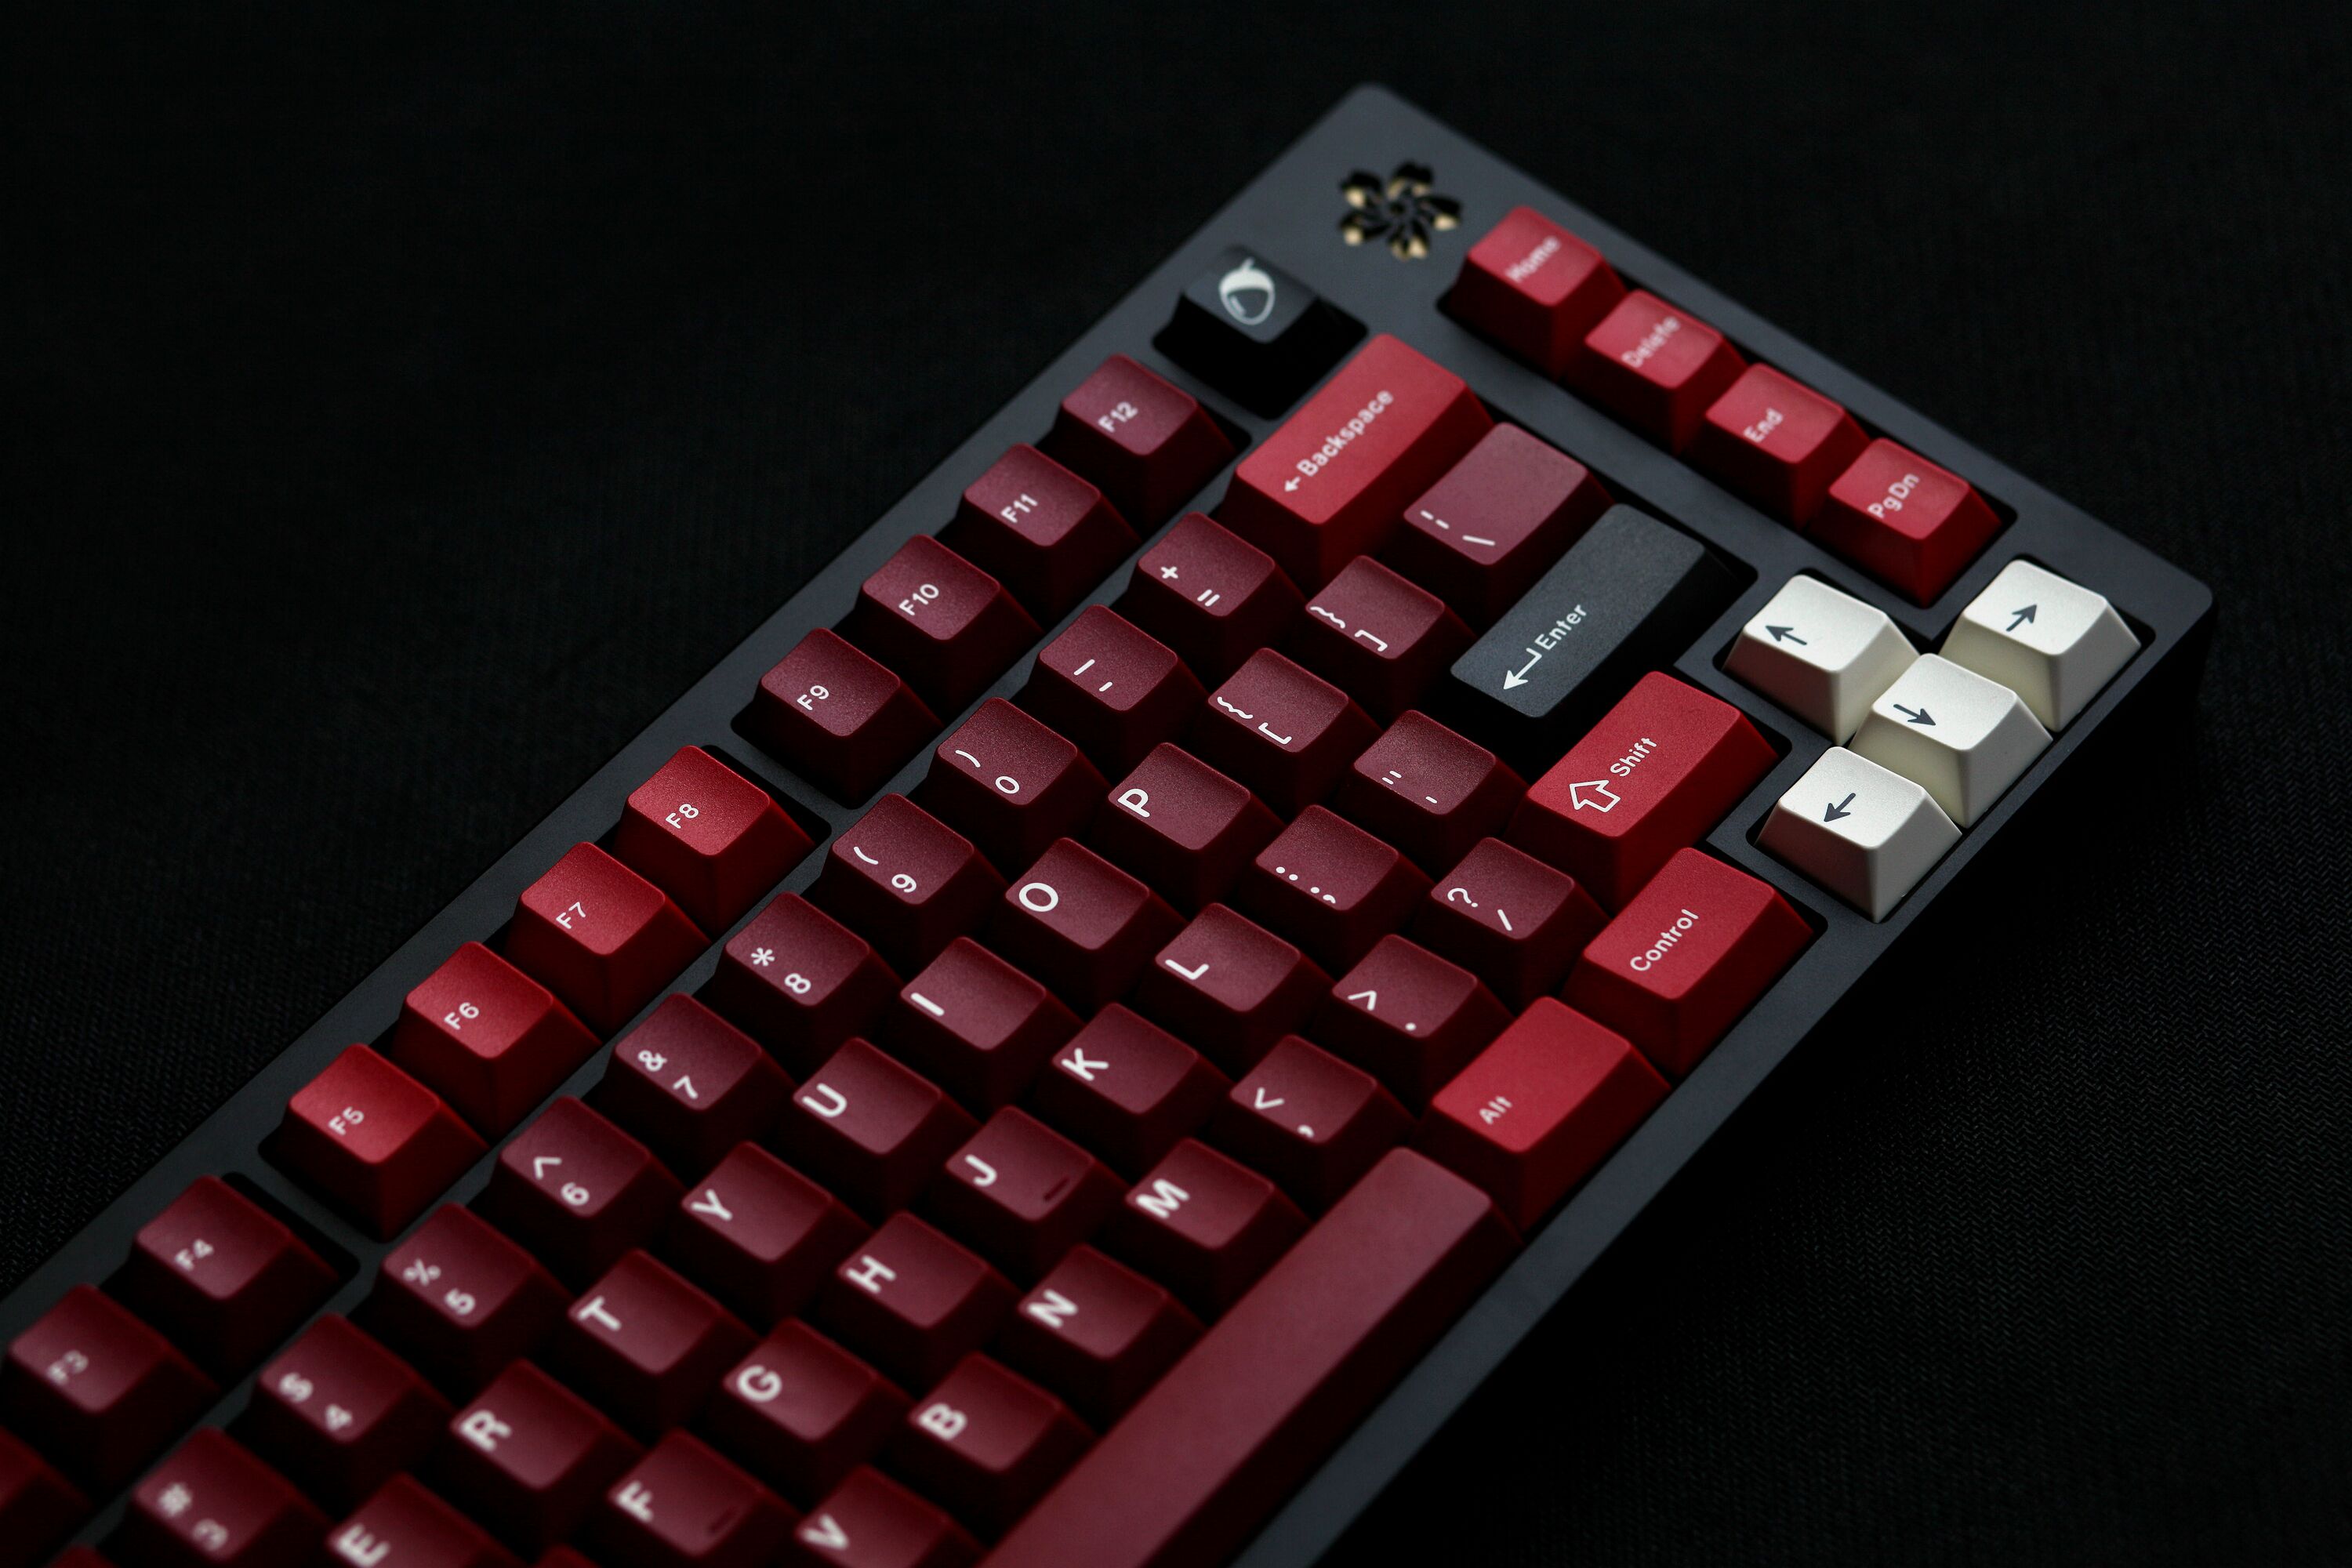 F3 F4 F5 F6 F7 F8 F9 F10 F11 F12
# 3 $ 4 % 5 ^ 6 & 7 * 8 ( 9 ) 0 _ - + = ← Backspace Home
E R T Y U I O P { [ } ] | \ Delete
F G H J K L : ; " ' ↵ Enter End
V B N M < , > . ? / ⇧ Shift ↑ PgDn
Alt Control ← ↓ →